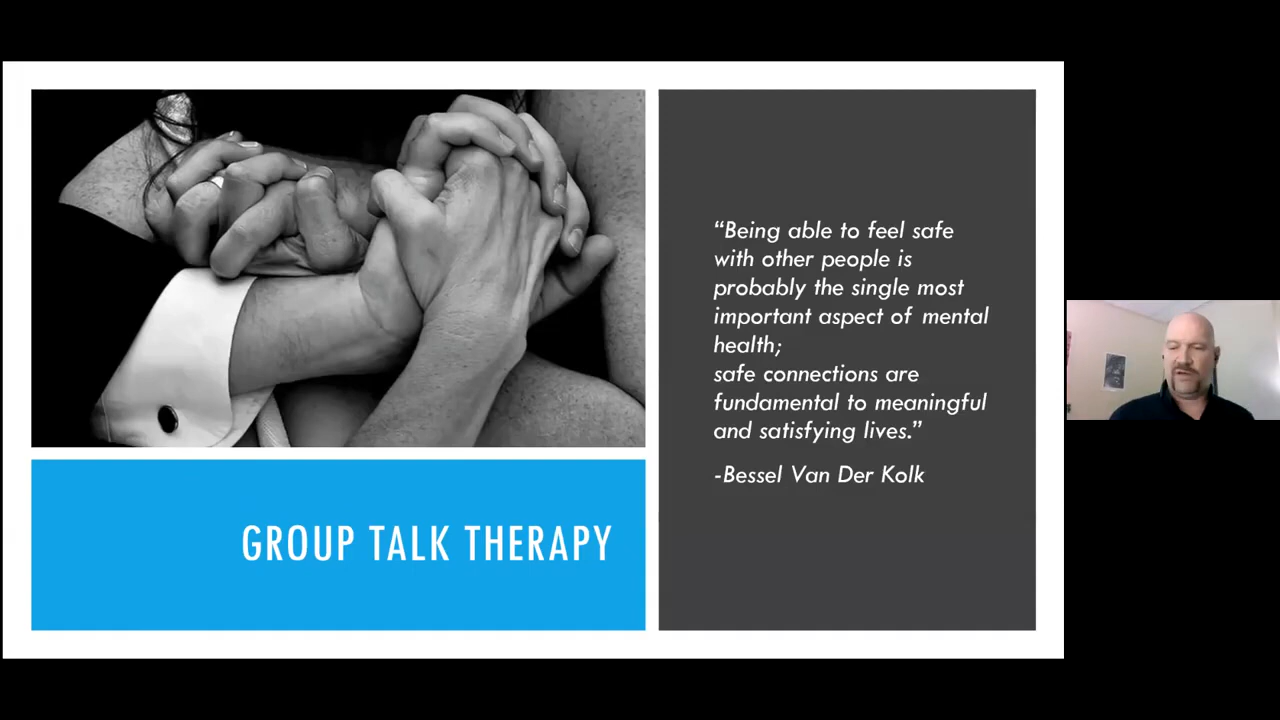 “Being able to feel safe
with other people is
probably the single most
important aspect of mental
health;
safe connections are
fundamental to meaningful
and satisfying lives.”
-Bessel Van Der Kolk
GROUP TALK THERAPY